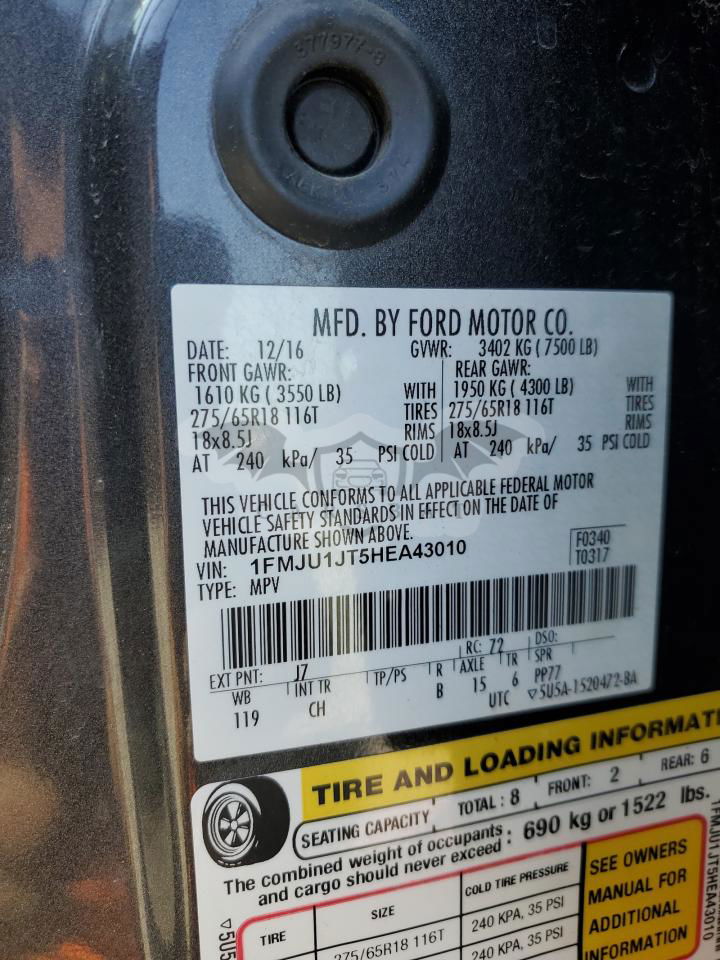 377977-8
MFD. BY FORD MOTOR CO.
DATE: 12/16 GVWR: 3402 KG ( 7500 LB)
FRONT GAWR: REAR GAWR:
1610 KG ( 3550 LB) WITH 1950 KG ( 4300 LB) WITH
275/65R18 116T TIRES 275/65R18 116T TIRES
18x8.5J RIMS 18x8.5J RIMS
AT 240 kPa/ 35 PSI COLD AT 240 kPa/ 35 PSI COLD
THIS VEHICLE CONFORMS TO ALL APPLICABLE FEDERAL MOTOR
VEHICLE SAFETY STANDARDS IN EFFECT ON THE DATE OF
MANUFACTURE SHOWN ABOVE.
VIN: 1FMJU1JT5HEA43010 F0340
TYPE: MPV T0317
EXT PNT: J7 RC: 72 DSO:
WB INT TR TP/PS R AXLE TR SPR
119 CH B 15 6 PP77
UTC ▽5U5A-1520472-BA
TIRE AND LOADING INFORMATI
SEATING CAPACITY TOTAL : 8 FRONT: 2 REAR: 6
The combined weight of occupants : 690 kg or 1522 lbs.
and cargo should never exceed
TIRE SIZE COLD TIRE PRESSURE
275/65R18 116T 240 KPA, 35 PSI
240 KPA, 35 PSI
SEE OWNERS
MANUAL FOR
ADDITIONAL
INFORMATION
▽5U5
1FMJU1JT5HEA43010